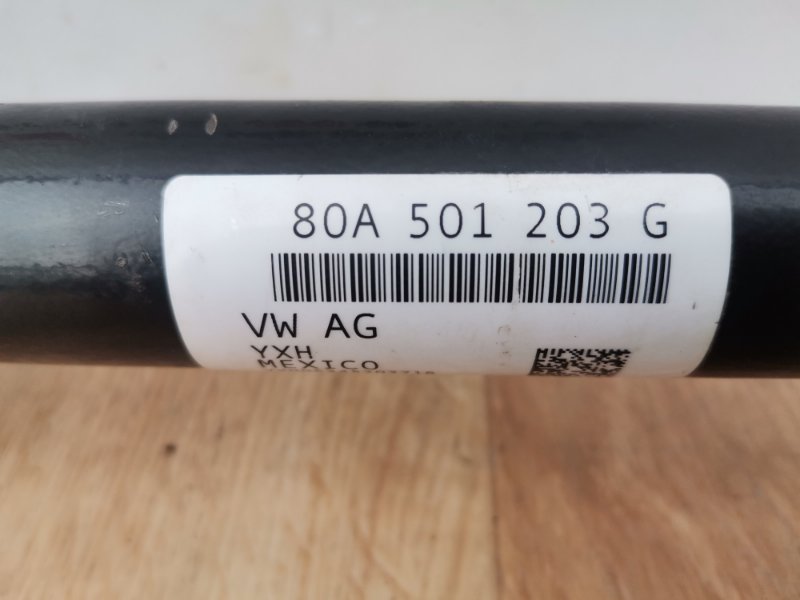 80A 501 203 G
VW AG
YXH
MEXICO